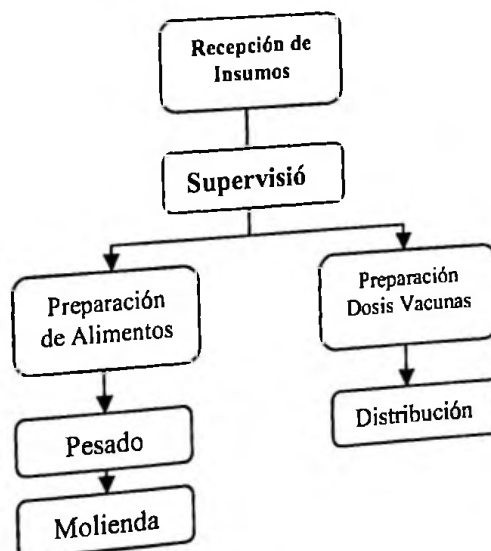 Recepción de
Insumos
Supervisió
Preparación
de Alimentos
Preparación
Dosis Vacunas
Pesado
Distribución
Molienda